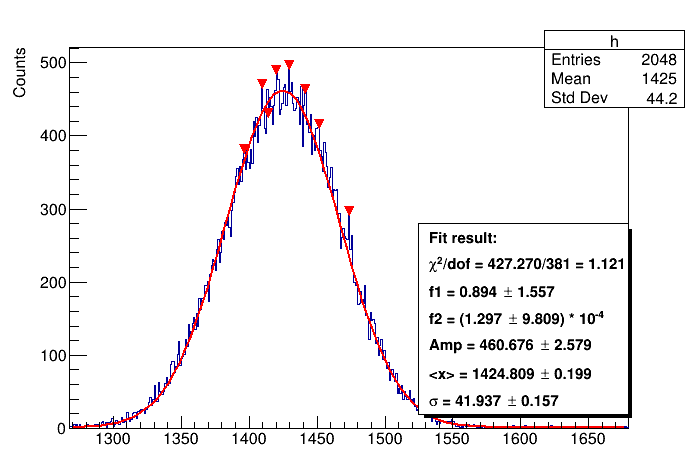 h
Entries 2048
Mean 1425
Std Dev 44.2
Counts
500
400
300
200
100
0
Fit result:
χ²/dof = 427.270/381 = 1.121
f1 = 0.894 ± 1.557
f2 = (1.297 ± 9.809) * 10⁻⁴
Amp = 460.676 ± 2.579
<x> = 1424.809 ± 0.199
σ = 41.937 ± 0.157
1300 1350 1400 1450 1500 1550 1600 1650